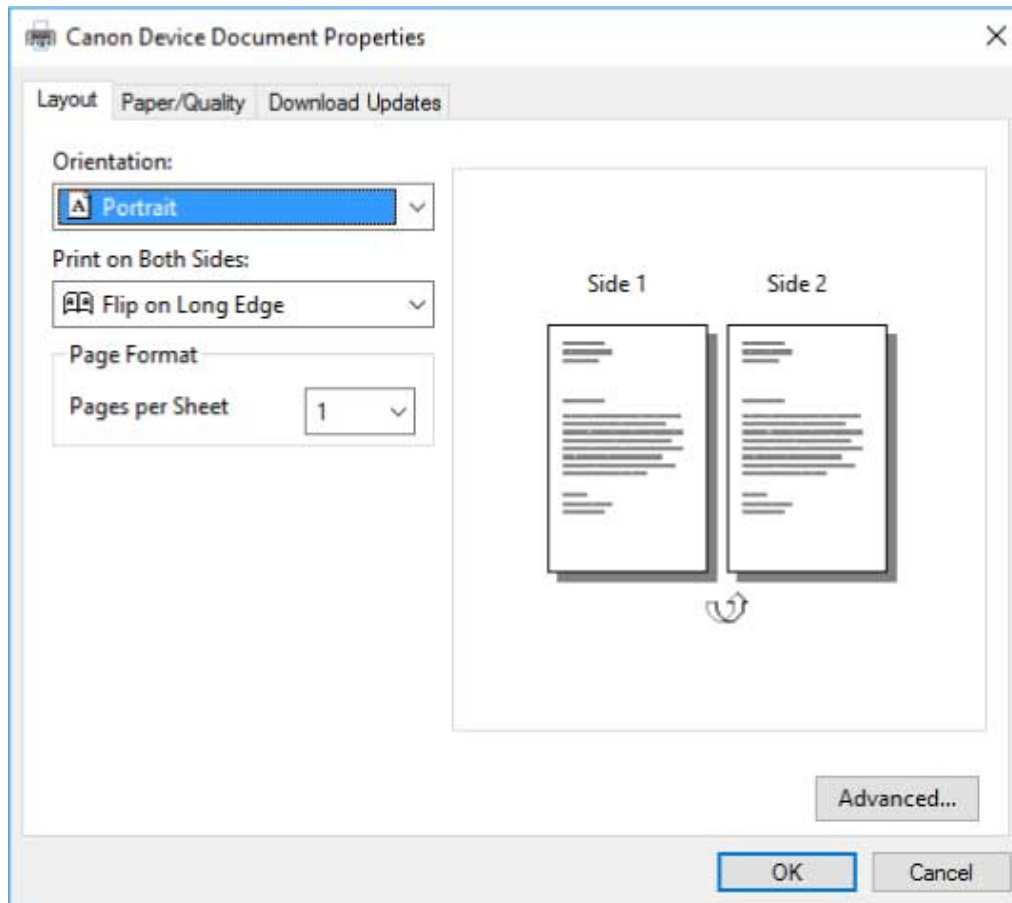 Canon Device Document Properties
Layout Paper/Quality Download Updates
Orientation:
A Portrait
Print on Both Sides:
Flip on Long Edge
Page Format
Pages per Sheet 1
Side 1 Side 2
Advanced...
OK Cancel